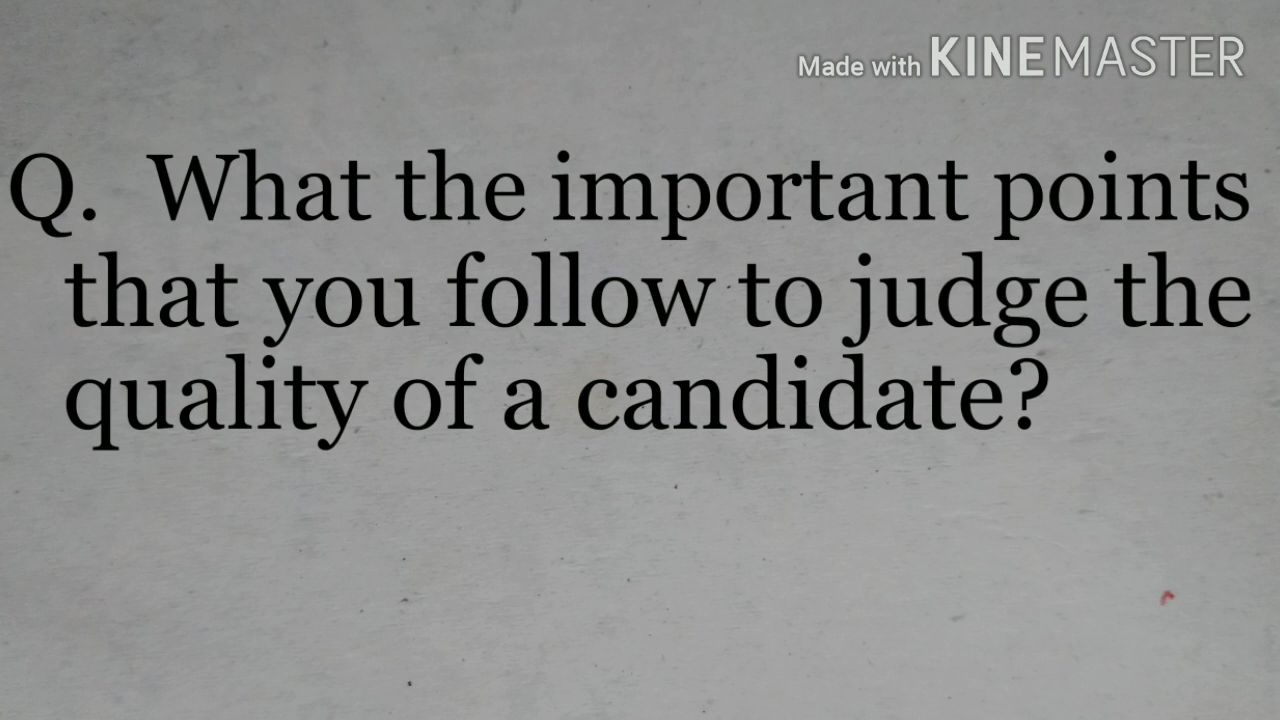 Made with KINEMASTER
Q. What the important points
that you follow to judge the
quality of a candidate?